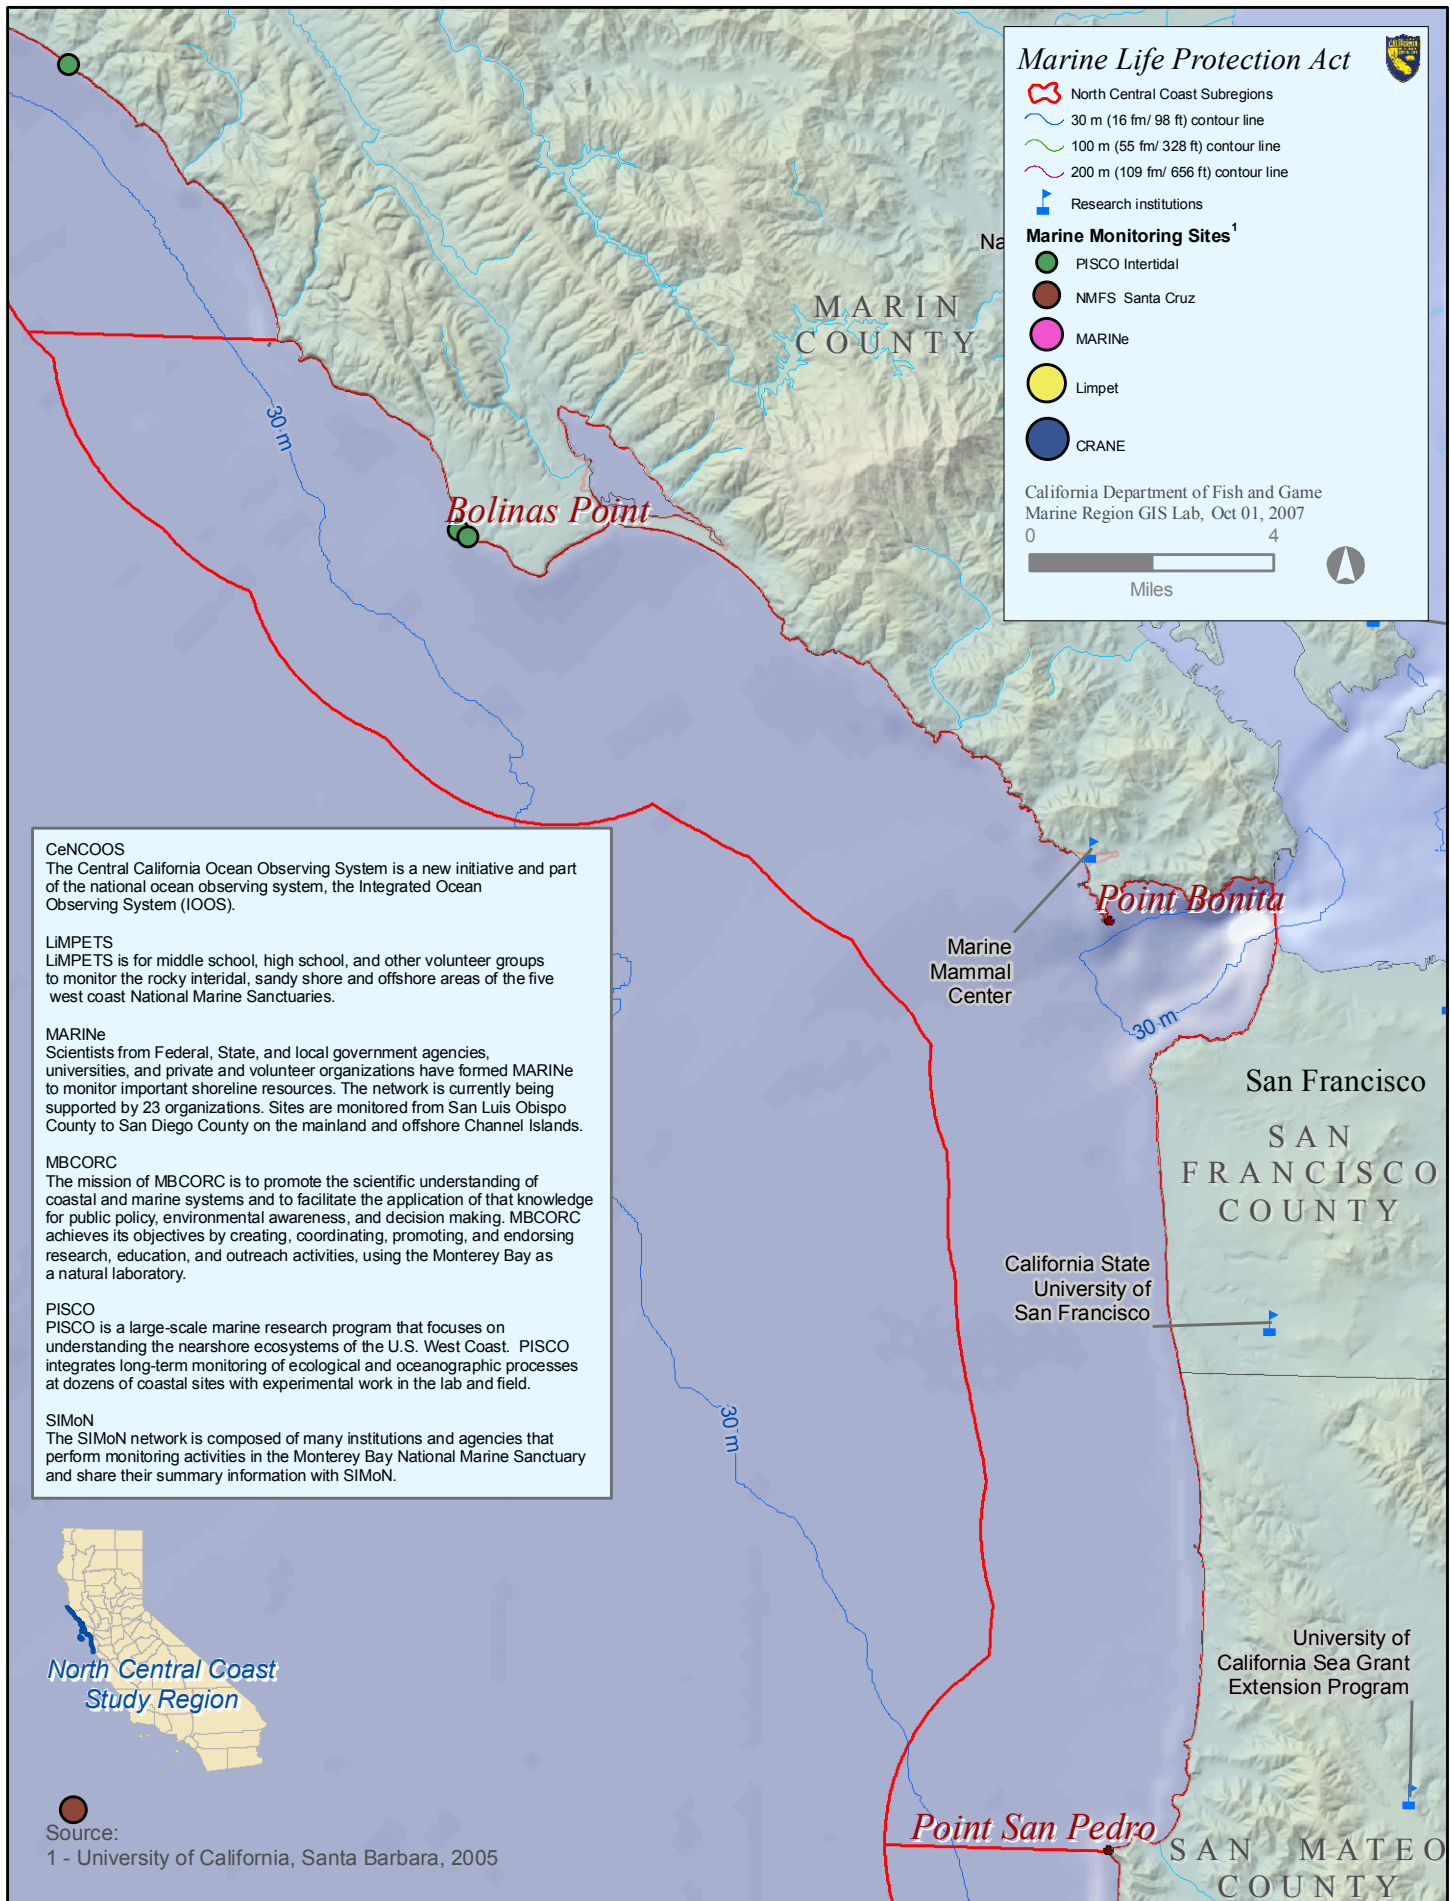 Marine Life Protection Act
CALIFORNIA
North Central Coast Subregions
30 m (16 fm/ 98 ft) contour line
100 m (55 fm/ 328 ft) contour line
200 m (109 fm/ 656 ft) contour line
Research institutions
Marine Monitoring Sites1
PISCO Intertidal
NMFS Santa Cruz
MARINe
Limpet
CRANE
California Department of Fish and Game
Marine Region GIS Lab, Oct 01, 2007
0 4
Miles
Na
MARIN
COUNTY
30 m
Bolinas Point
Marine
Mammal
Center
Point Bonita
30 m
San Francisco
SAN
FRANCISCO
COUNTY
California State
University of
San Francisco
CeNCOOS
The Central California Ocean Observing System is a new initiative and part
of the national ocean observing system, the Integrated Ocean
Observing System (IOOS).
LiMPETS
LiMPETS is for middle school, high school, and other volunteer groups
to monitor the rocky interidal, sandy shore and offshore areas of the five
west coast National Marine Sanctuaries.
MARINe
Scientists from Federal, State, and local government agencies,
universities, and private and volunteer organizations have formed MARINe
to monitor important shoreline resources. The network is currently being
supported by 23 organizations. Sites are monitored from San Luis Obispo
County to San Diego County on the mainland and offshore Channel Islands.
MBCORC
The mission of MBCORC is to promote the scientific understanding of
coastal and marine systems and to facilitate the application of that knowledge
for public policy, environmental awareness, and decision making. MBCORC
achieves its objectives by creating, coordinating, promoting, and endorsing
research, education, and outreach activities, using the Monterey Bay as
a natural laboratory.
PISCO
PISCO is a large-scale marine research program that focuses on
understanding the nearshore ecosystems of the U.S. West Coast. PISCO
integrates long-term monitoring of ecological and oceanographic processes
at dozens of coastal sites with experimental work in the lab and field.
SIMoN
The SIMoN network is composed of many institutions and agencies that
perform monitoring activities in the Monterey Bay National Marine Sanctuary
and share their summary information with SIMoN.
30 m
North Central Coast
Study Region
University of
California Sea Grant
Extension Program
Point San Pedro
SAN MATEO
COUNTY
Source:
1 - University of California, Santa Barbara, 2005